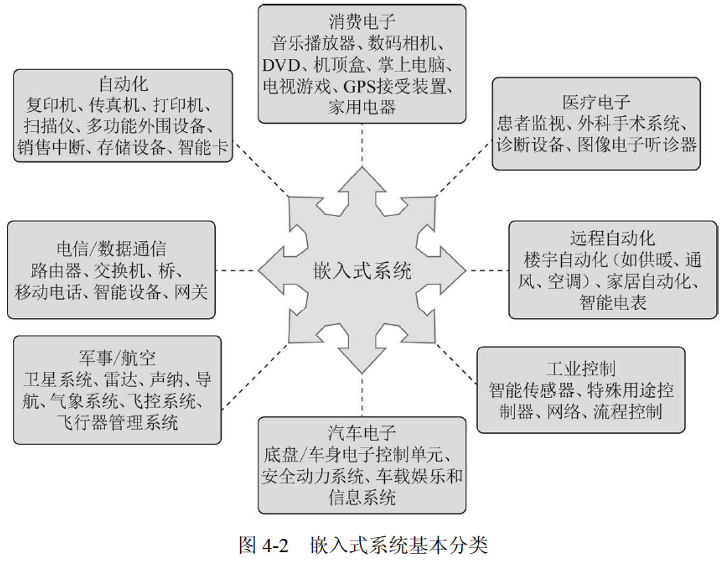 消费电子
音乐播放器、数码相机、
DVD、机顶盒、掌上电脑、
电视游戏、GPS接受装置、
家用电器
自动化
复印机、传真机、打印机、
扫描仪、多功能外围设备、
销售中断、存储设备、智能卡
医疗电子
患者监视、外科手术系统、
诊断设备、图像电子听诊器
电信/数据通信
路由器、交换机、桥、
移动电话、智能设备、网关
嵌入式系统
远程自动化
楼宇自动化（如供暖、通
风、空调）、家居自动化、
智能电表
军事/航空
卫星系统、雷达、声纳、导
航、气象系统、飞控系统、
飞行器管理系统
工业控制
智能传感器、特殊用途控
制器、网络、流程控制
汽车电子
底盘/车身电子控制单元、
安全动力系统、车载娱乐和
信息系统
图 4-2 嵌入式系统基本分类